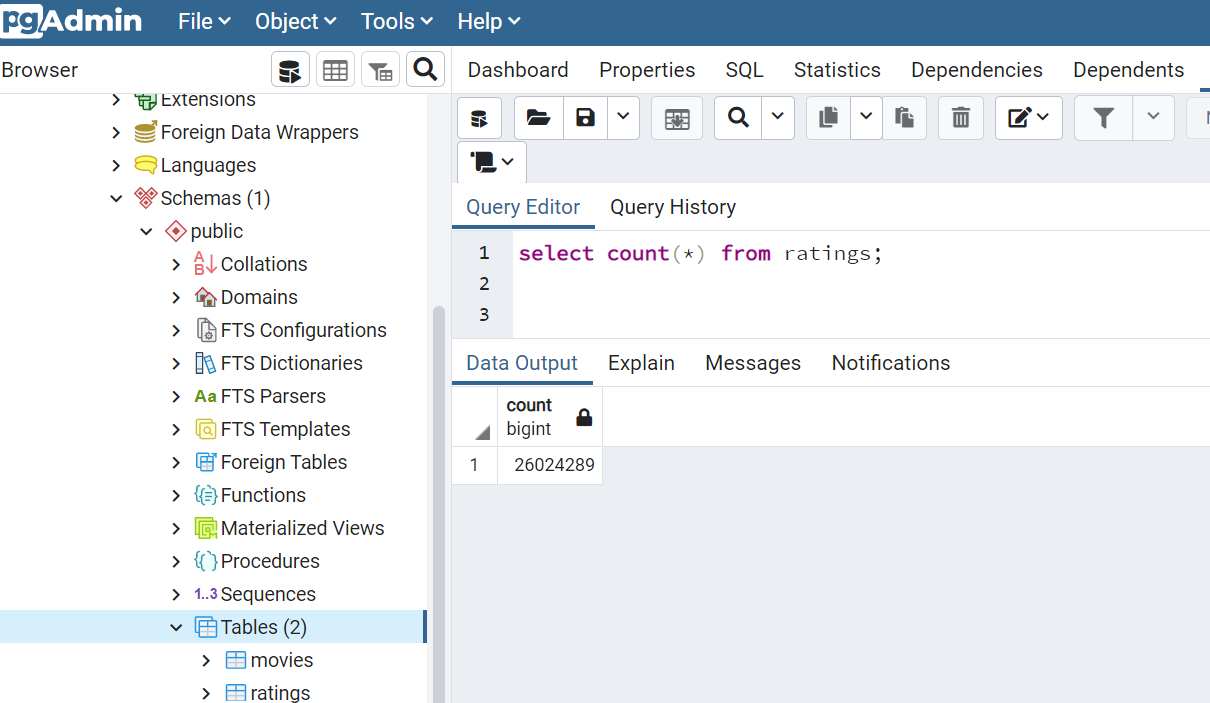 pgAdmin File Object Tools Help
Browser
Dashboard Properties SQL Statistics Dependencies Dependents
Extensions
Foreign Data Wrappers
Languages
Schemas (1)
public
Collations
Domains
FTS Configurations
FTS Dictionaries
Aa FTS Parsers
FTS Templates
Foreign Tables
Functions
Materialized Views
Procedures
1..3 Sequences
Tables (2)
movies
ratings
Query Editor Query History
1 select count(*) from ratings;
2
3
Data Output Explain Messages Notifications
count
bigint
1 26024289